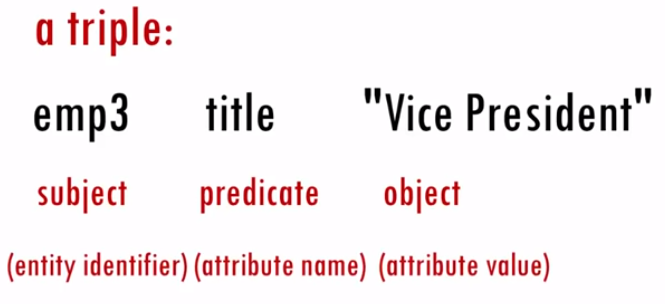 a triple:
emp3 title "Vice President"
subject predicate object
(entity identifier) (attribute name) (attribute value)